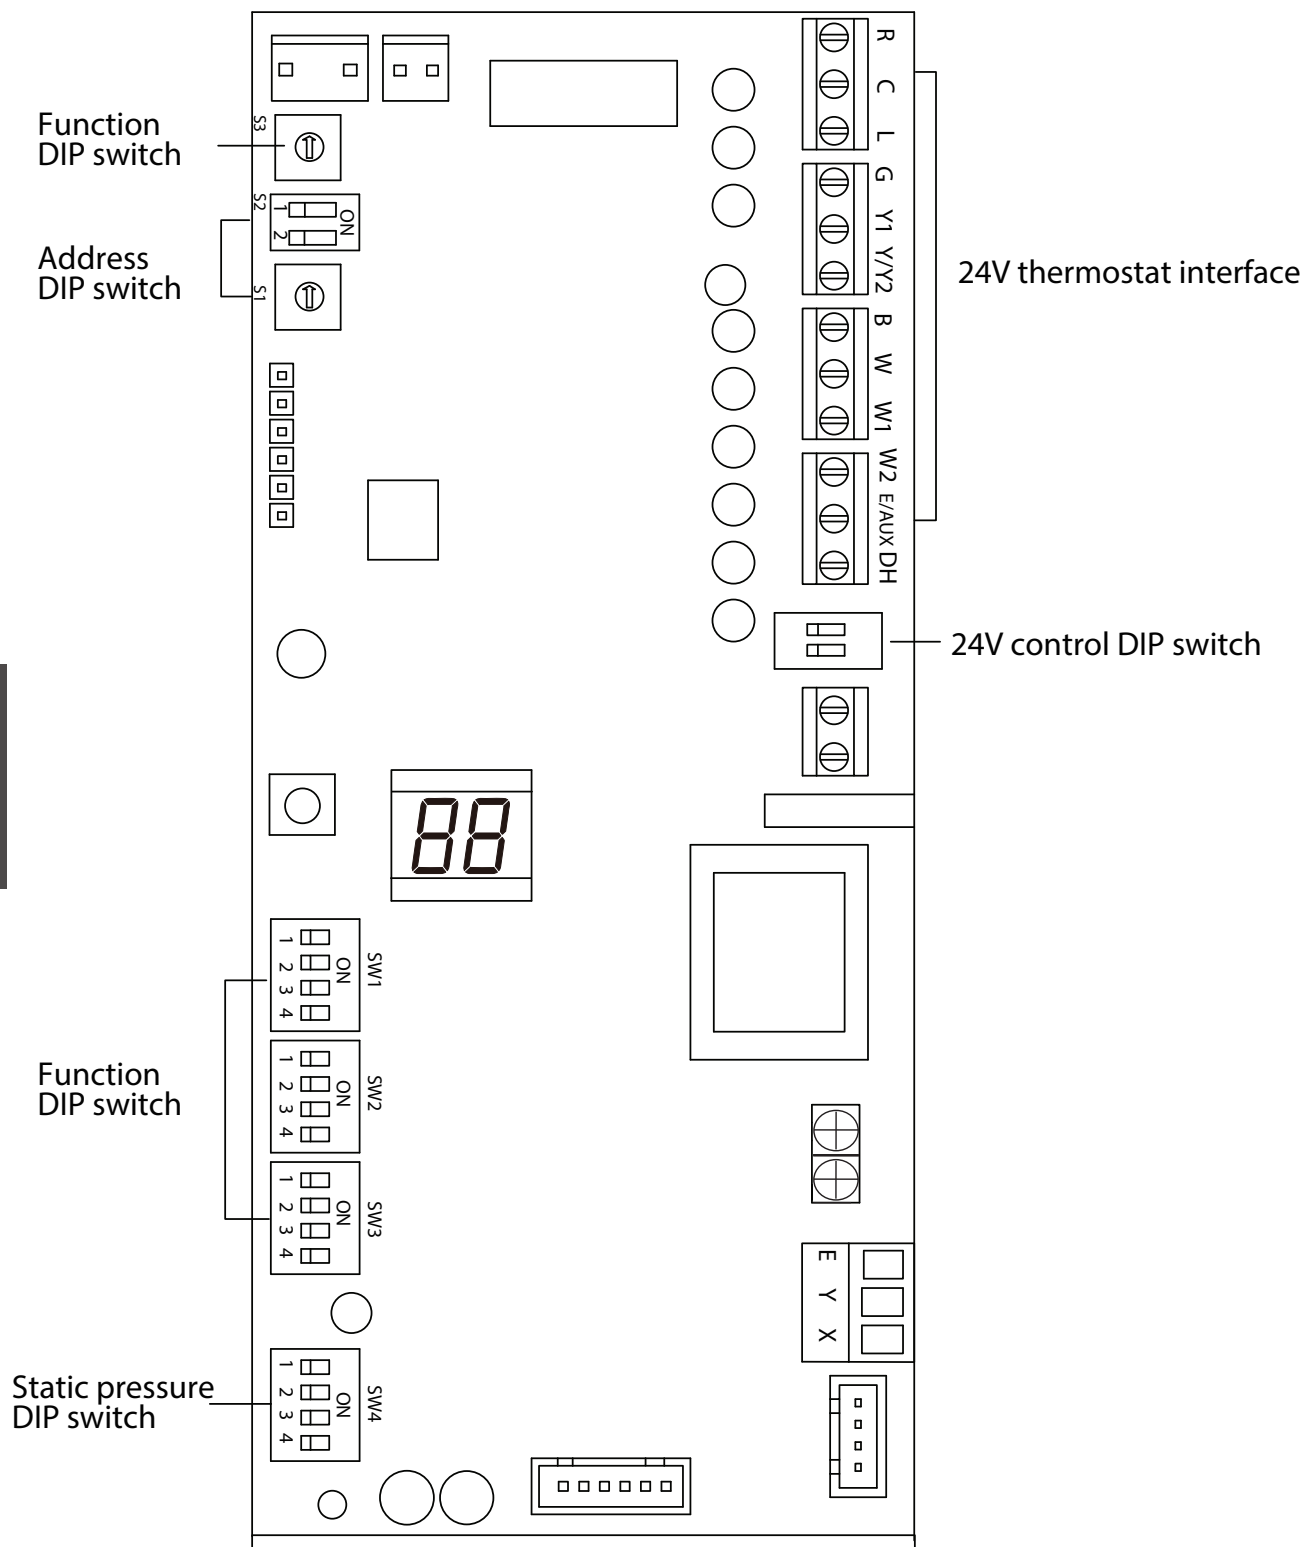 R
C
L
Function
DIP switch
S3
G
S2
1
2
ON
Y1
Address
DIP switch
S1
Y/Y2
24V thermostat interface
B
W
W1
W2
E/AUX
DH
24V control DIP switch
88
1
2
3
4
ON
SW1
Function
DIP switch
1
2
3
4
ON
SW2
1
2
3
4
ON
SW3
E
Y
X
Static pressure
DIP switch
1
2
3
4
ON
SW4